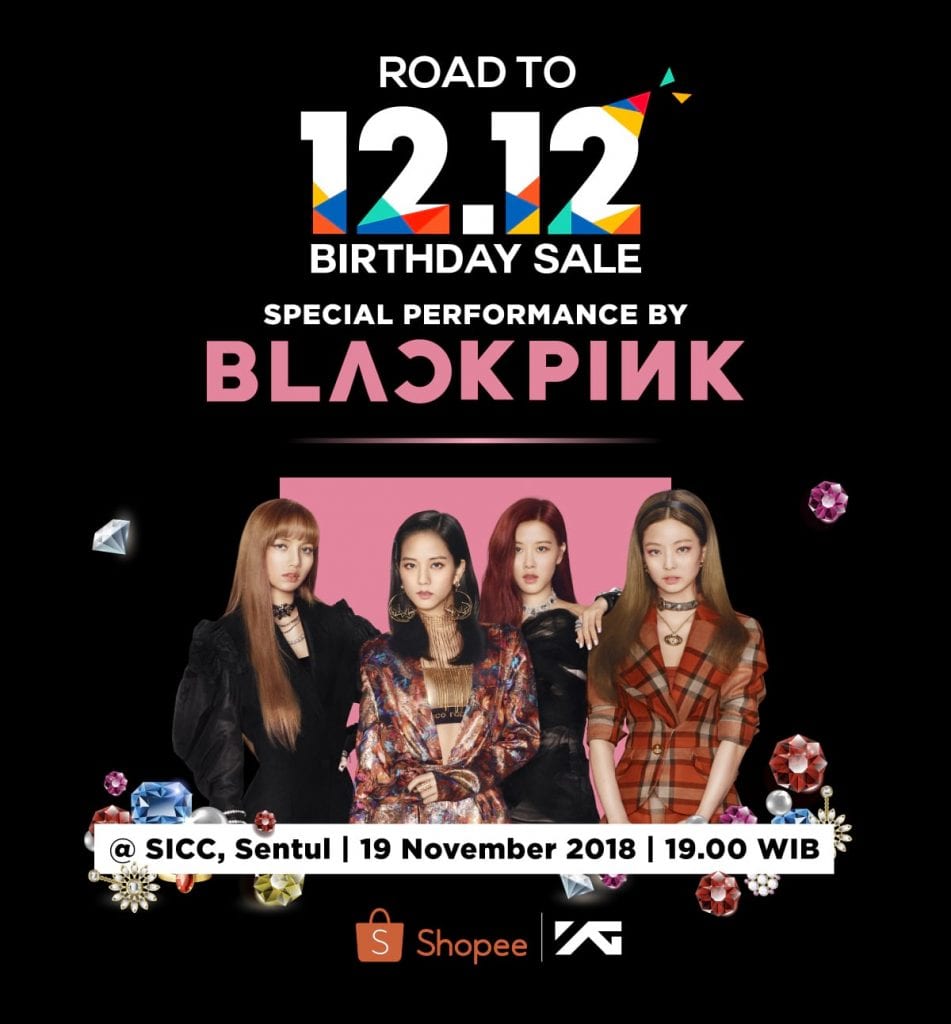 ROAD TO
12.12
BIRTHDAY SALE
SPECIAL PERFORMANCE BY
BLACKPINK
@ SICC, Sentul | 19 November 2018 | 19.00 WIB
S Shopee | YG